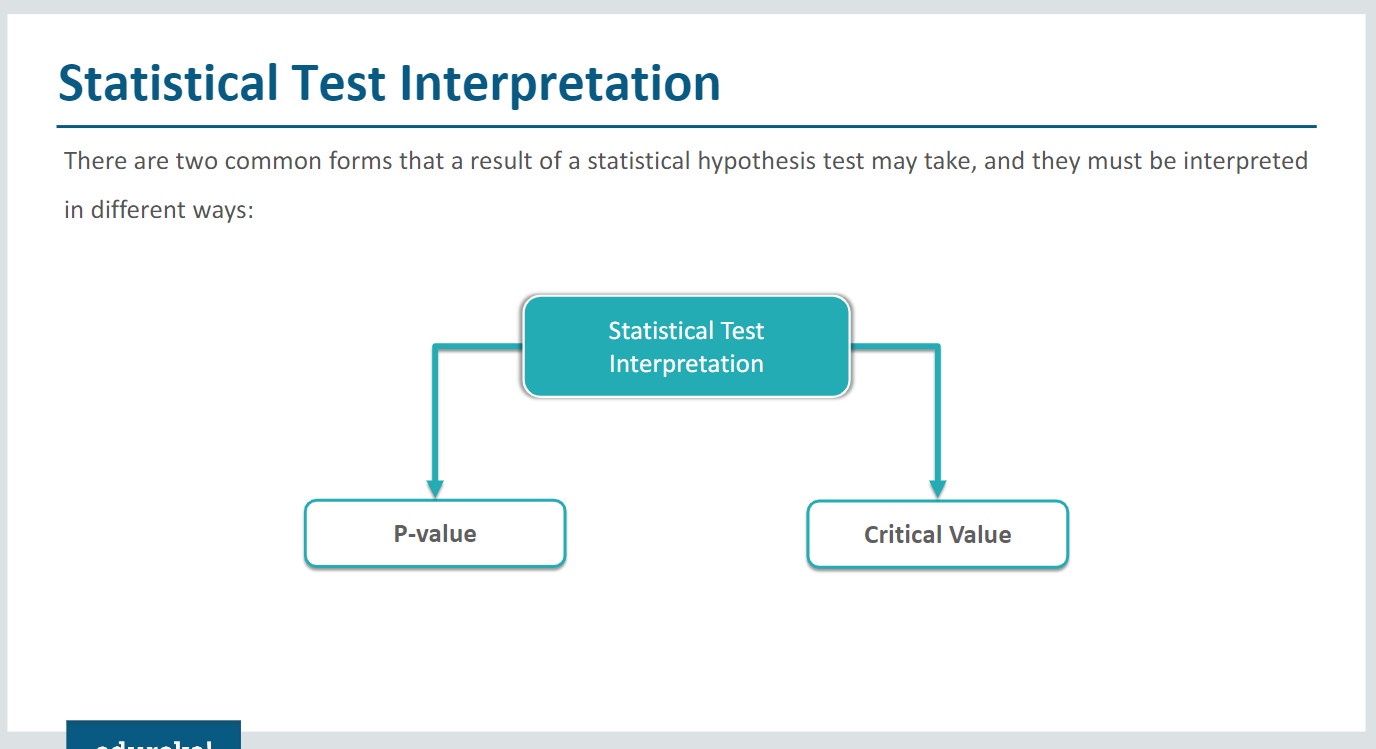 Statistical Test Interpretation
There are two common forms that a result of a statistical hypothesis test may take, and they must be interpreted
in different ways:
Statistical Test
Interpretation
P-value
Critical Value